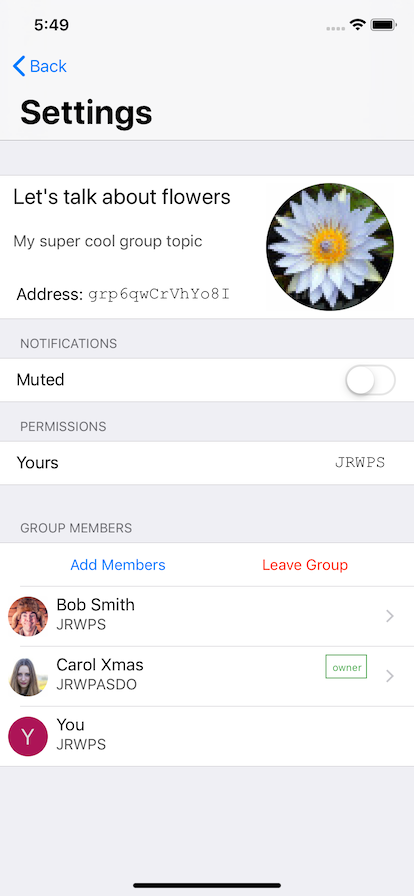 5:49
Back
Settings
Let's talk about flowers
My super cool group topic
Address: grp6qwCrVhYo8I
NOTIFICATIONS
Muted
PERMISSIONS
Yours JRWPS
GROUP MEMBERS
Add Members Leave Group
Bob Smith
JRWPS
Carol Xmas owner
JRWPASDO
Y You
JRWPS